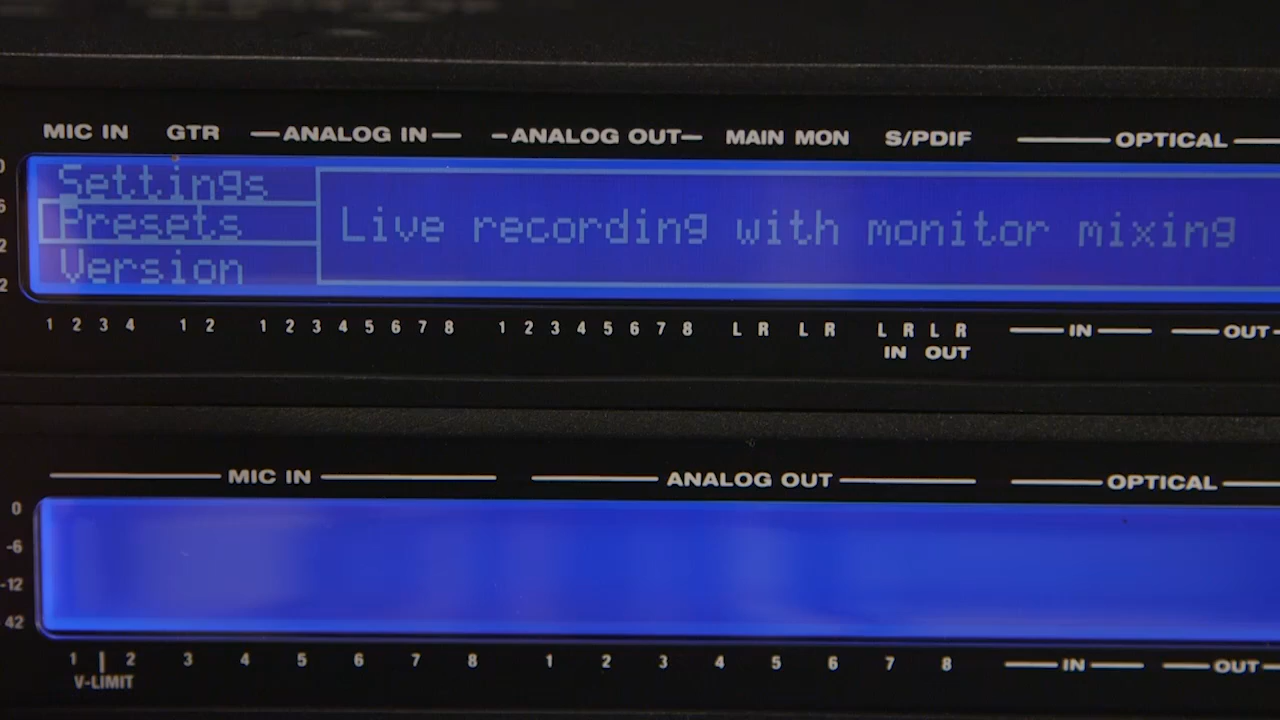 MIC IN GTR ANALOG IN ANALOG OUT MAIN MON S/PDIF OPTICAL
Settings
Presets
Version
Live recording with monitor mixing
1 2 3 4 1 2 1 2 3 4 5 6 7 8 1 2 3 4 5 6 7 8 L R L R L R L R IN OUT
IN OUT
MIC IN ANALOG OUT OPTICAL
0
-6
-12
42
1 2 3 4 5 6 7 8 1 2 3 4 5 6 7 8 IN OUT
V-LIMIT